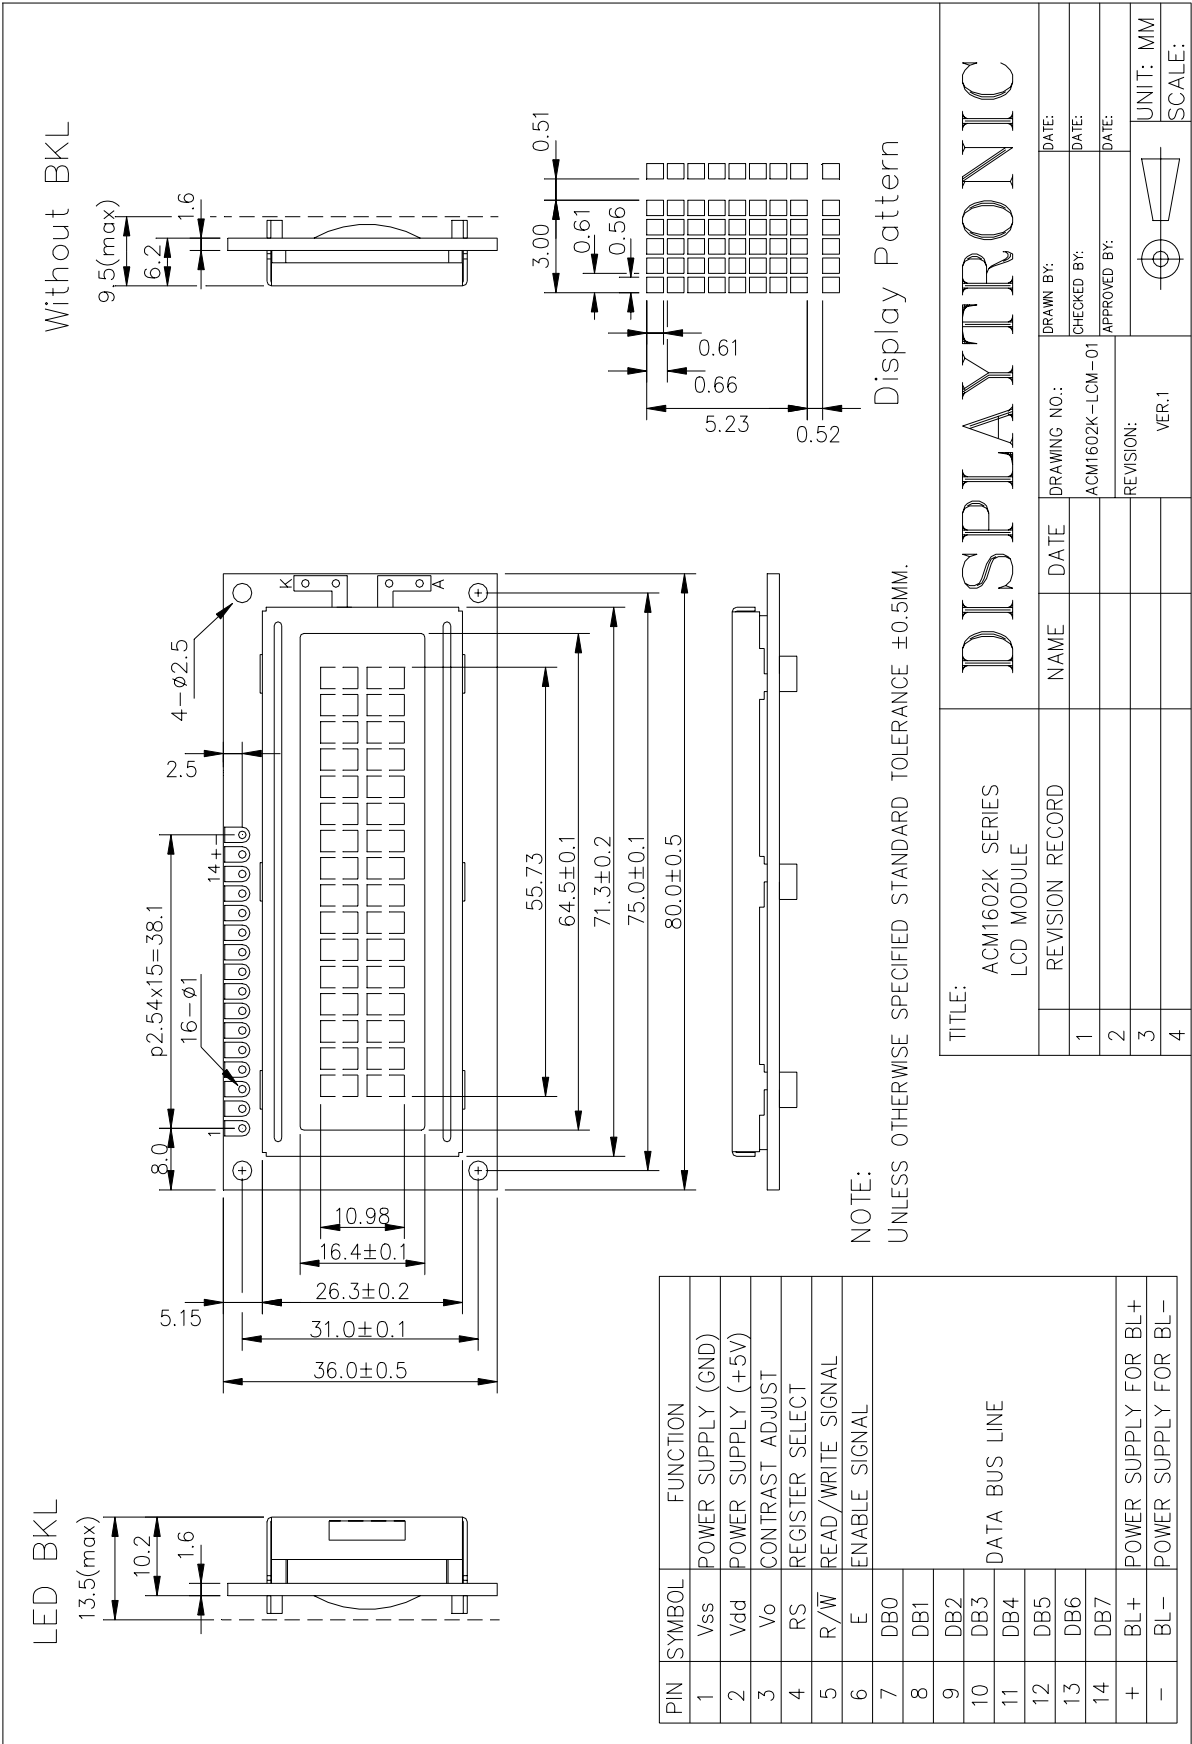 LED BKL
13.5(max)
10.2
1.6
Without BKL
9.5(max)
6.2
1.6
8.0
p2.54x15=38.1
16-ø1
2.5
4-ø2.5
1
14
+
-
K
A
5.15
10.98
16.4±0.1
26.3±0.2
31.0±0.1
36.0±0.5
55.73
64.5±0.1
71.3±0.2
75.0±0.1
80.0±0.5
3.00
0.51
0.61
0.56
0.61
0.66
5.23
0.52
Display Pattern
PIN SYMBOL FUNCTION
1 Vss POWER SUPPLY (GND)
2 Vdd POWER SUPPLY (+5V)
3 Vo CONTRAST ADJUST
4 RS REGISTER SELECT
5 R/W̅ READ/WRITE SIGNAL
6 E ENABLE SIGNAL
7 DB0
8 DB1
9 DB2
10 DB3 DATA BUS LINE
11 DB4
12 DB5
13 DB6
14 DB7
+ BL+ POWER SUPPLY FOR BL+
- BL- POWER SUPPLY FOR BL-
NOTE:
UNLESS OTHERWISE SPECIFIED STANDARD TOLERANCE ±0.5MM.
TITLE:
ACM1602K SERIES
LCD MODULE
DISPLAYTRONIC
REVISION RECORD NAME DATE
1
2
3
4
DRAWING NO.:
ACM1602K-LCM-01
REVISION:
VER.1
DRAWN BY: DATE:
CHECKED BY: DATE:
APPROVED BY: DATE:
UNIT: MM
SCALE: